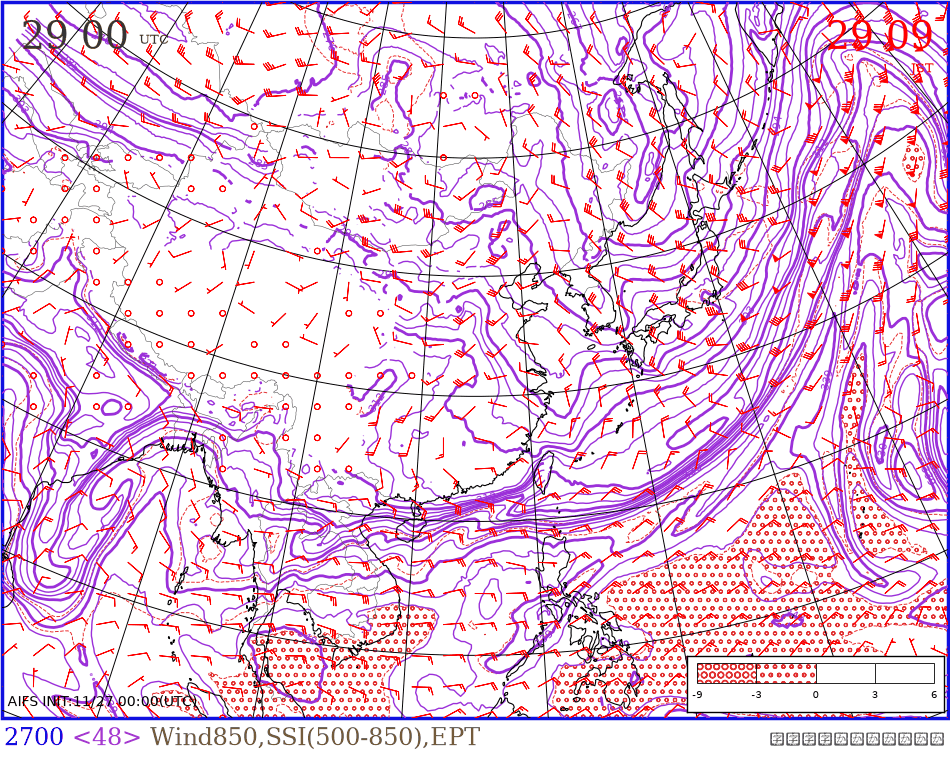 29 00 UTC
29 09
JST
AIFS INIT:11/27 00:00(UTC)
-9 -3 0 3 6
2700 <48> Wind850,SSI(500-850),EPT